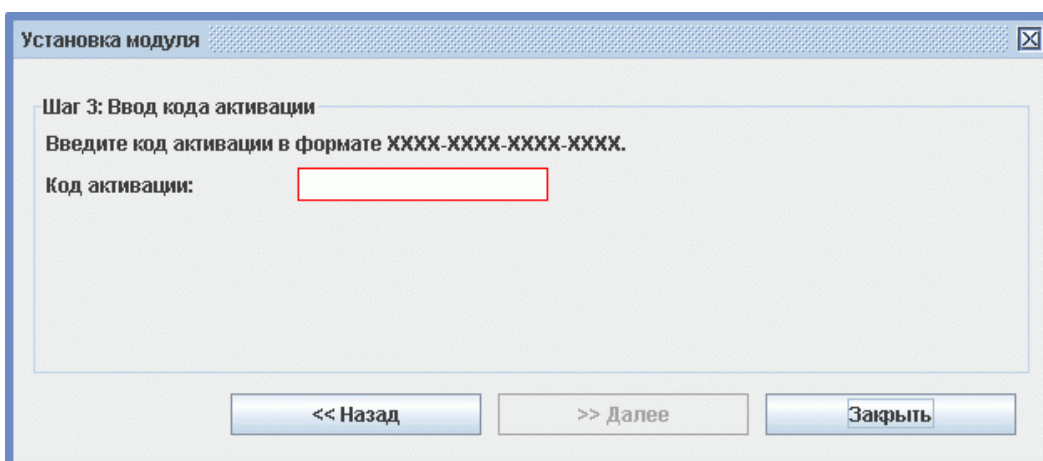 Установка модуля
Шаг 3: Ввод кода активации
Введите код активации в формате XXXX-XXXX-XXXX-XXXX.
Код активации:
<< Назад >> Далее Закрыть